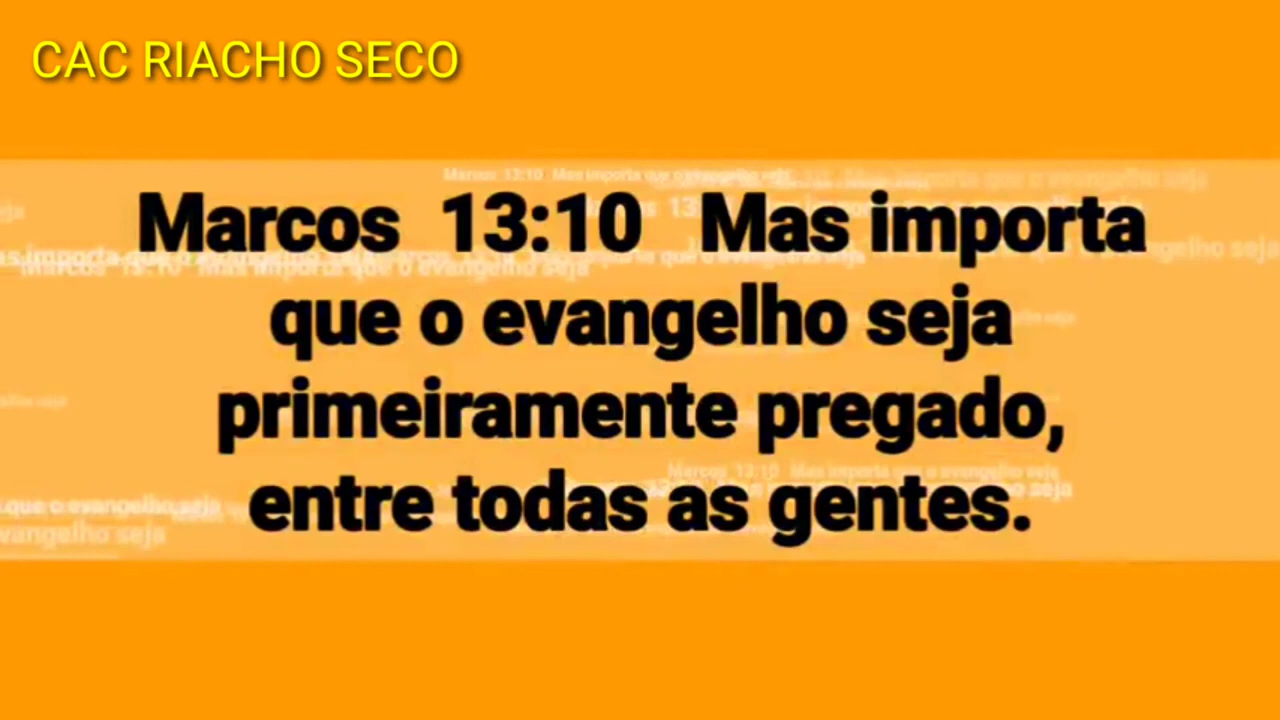 CAC RIACHO SECO
Marcos 13:10 Mas importa
que o evangelho seja
primeiramente pregado,
entre todas as gentes.